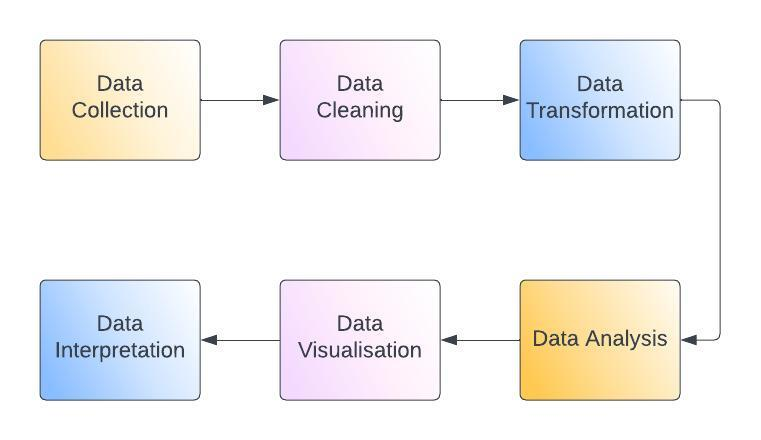 Data
Collection
Data
Cleaning
Data
Transformation
Data Analysis
Data
Visualisation
Data
Interpretation